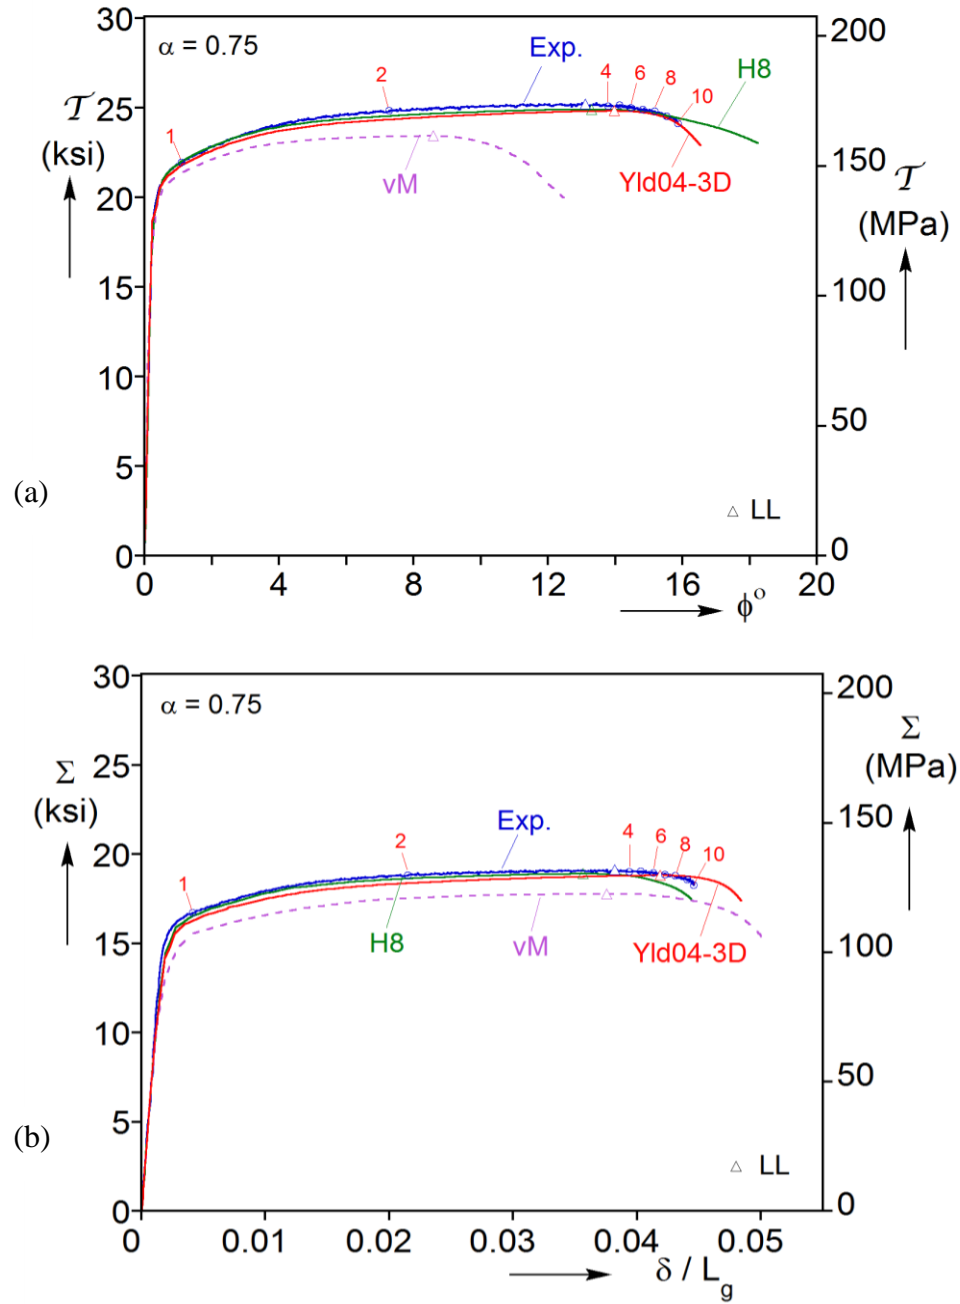 α = 0.75
30
25
20
15
10
5
0
𝒯
(ksi)
1
2
Exp.
4
6
8
10
H8
vM
Yld04-3D
200
150
100
50
0
𝒯
(MPa)
△ LL
(a)
0 4 8 12 16 20
ϕ°
α = 0.75
30
25
20
15
10
5
0
Σ
(ksi)
1
2
Exp.
4
6
8
10
H8
vM
Yld04-3D
200
150
100
50
0
Σ
(MPa)
△ LL
(b)
0 0.01 0.02 0.03 0.04 0.05
δ / Lg